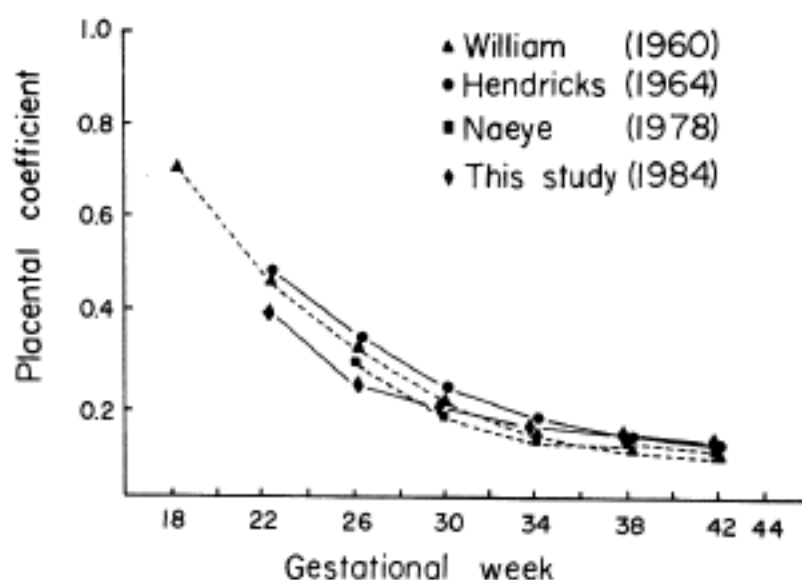 1.0
0.8
0.6
0.4
0.2
Placental coefficient
▲ William (1960)
● Hendricks (1964)
■ Naeye (1978)
♦ This study (1984)
18 22 26 30 34 38 42 44
Gestational week